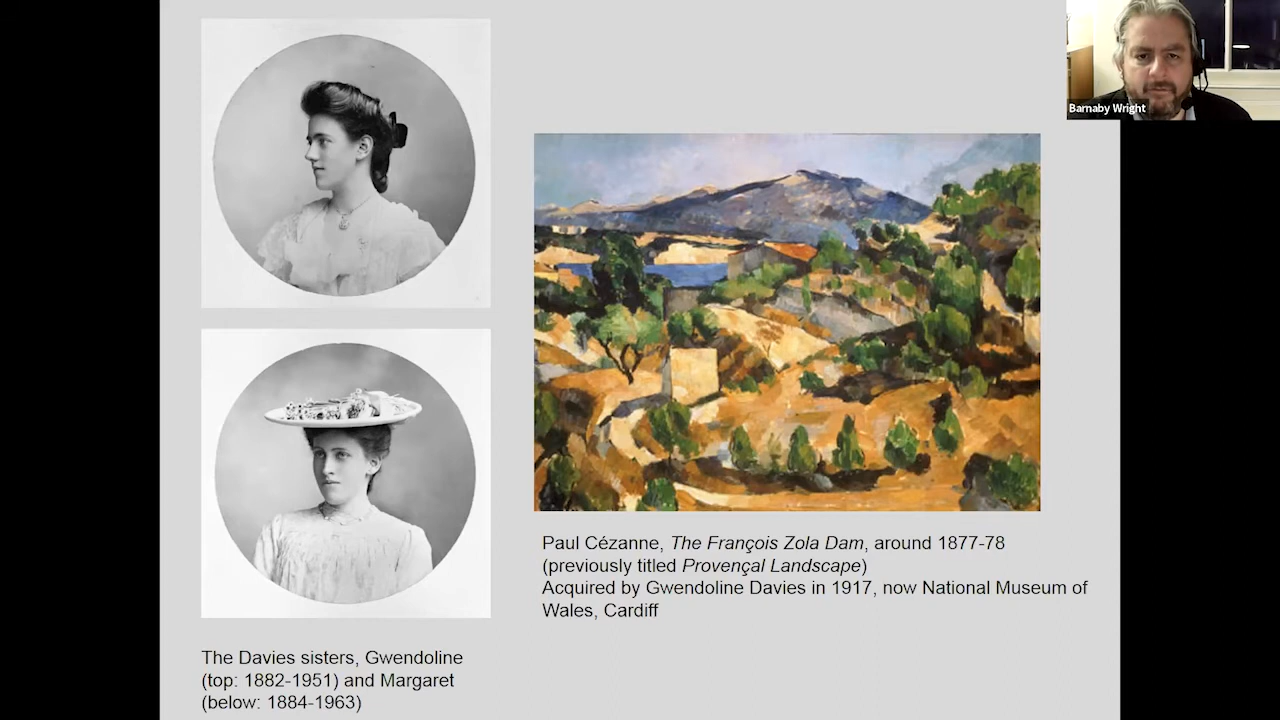 Barnaby Wright
Paul Cézanne, The François Zola Dam, around 1877-78
(previously titled Provençal Landscape)
Acquired by Gwendoline Davies in 1917, now National Museum of
Wales, Cardiff
The Davies sisters, Gwendoline
(top: 1882-1951) and Margaret
(below: 1884-1963)